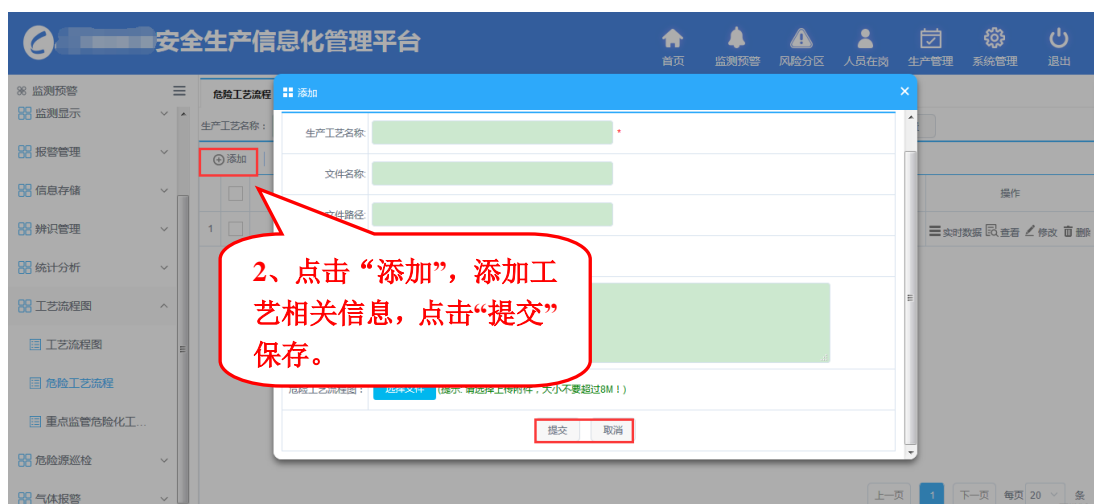 安全生产信息化管理平台
首页
监测预警
风险分区
人员在岗
生产管理
系统管理
退出
监测预警
监测显示
报警管理
信息存储
辨识管理
统计分析
工艺流程图
工艺流程图
危险工艺流程
重点监管危险化工...
危险源巡检
气体报警
危险工艺流程
生产工艺名称：
添加
操作
1
实时数据 查看 修改 删除
添加
生产工艺名称: *
文件名称:
文件路径:
2、点击“添加”，添加工
艺相关信息，点击“提交”
保存。
危险工艺流程图： 选择文件 (提示: 请选择上传附件，大小不要超过8M！)
提交
取消
上一页 1 下一页 每页 20 条